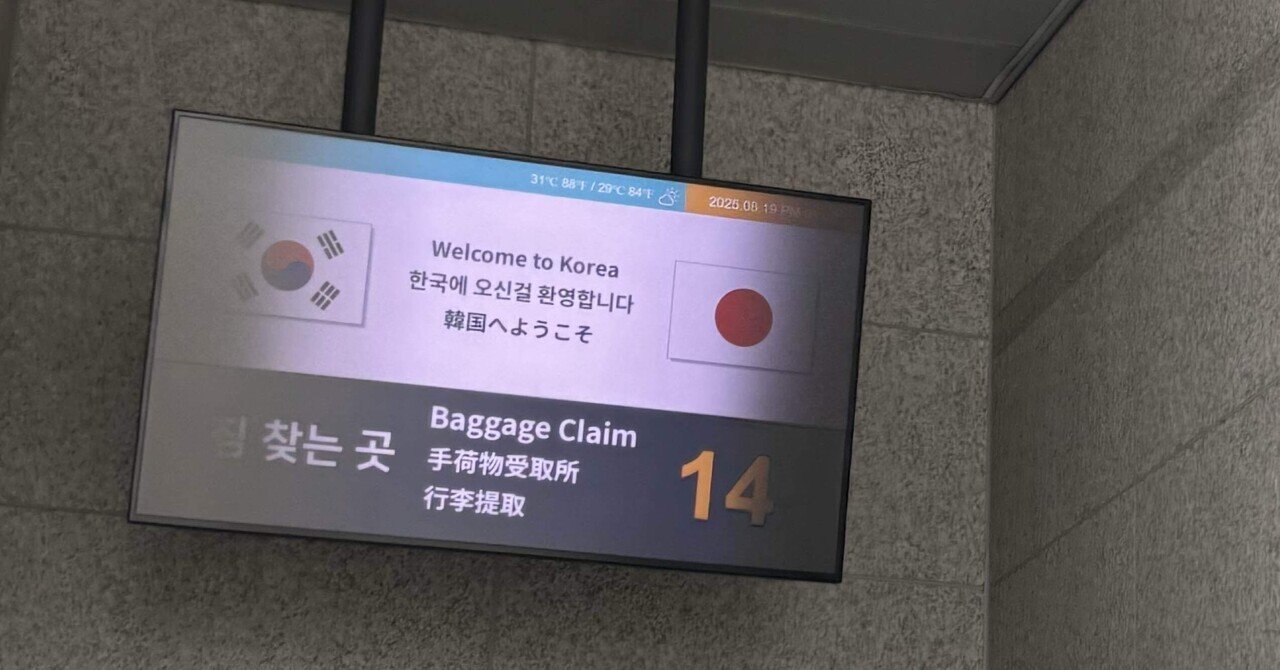 31℃ 88℉ / 29℃ 84℉
2025.08.19 PM
Welcome to Korea
한국에 오신걸 환영합니다
韓国へようこそ
찾는 곳
Baggage Claim
手荷物受取所
行李提取
14